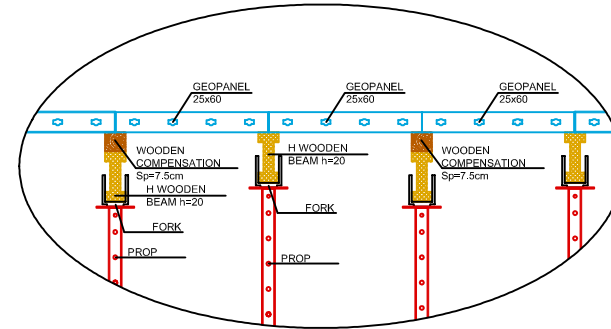 GEOPANEL
25x60
GEOPANEL
25x60
GEOPANEL
25x60
WOODEN
COMPENSATION
Sp=7.5cm
H WOODEN
BEAM h=20
WOODEN
COMPENSATION
Sp=7.5cm
H WOODEN
BEAM h=20
FORK
FORK
PROP
PROP